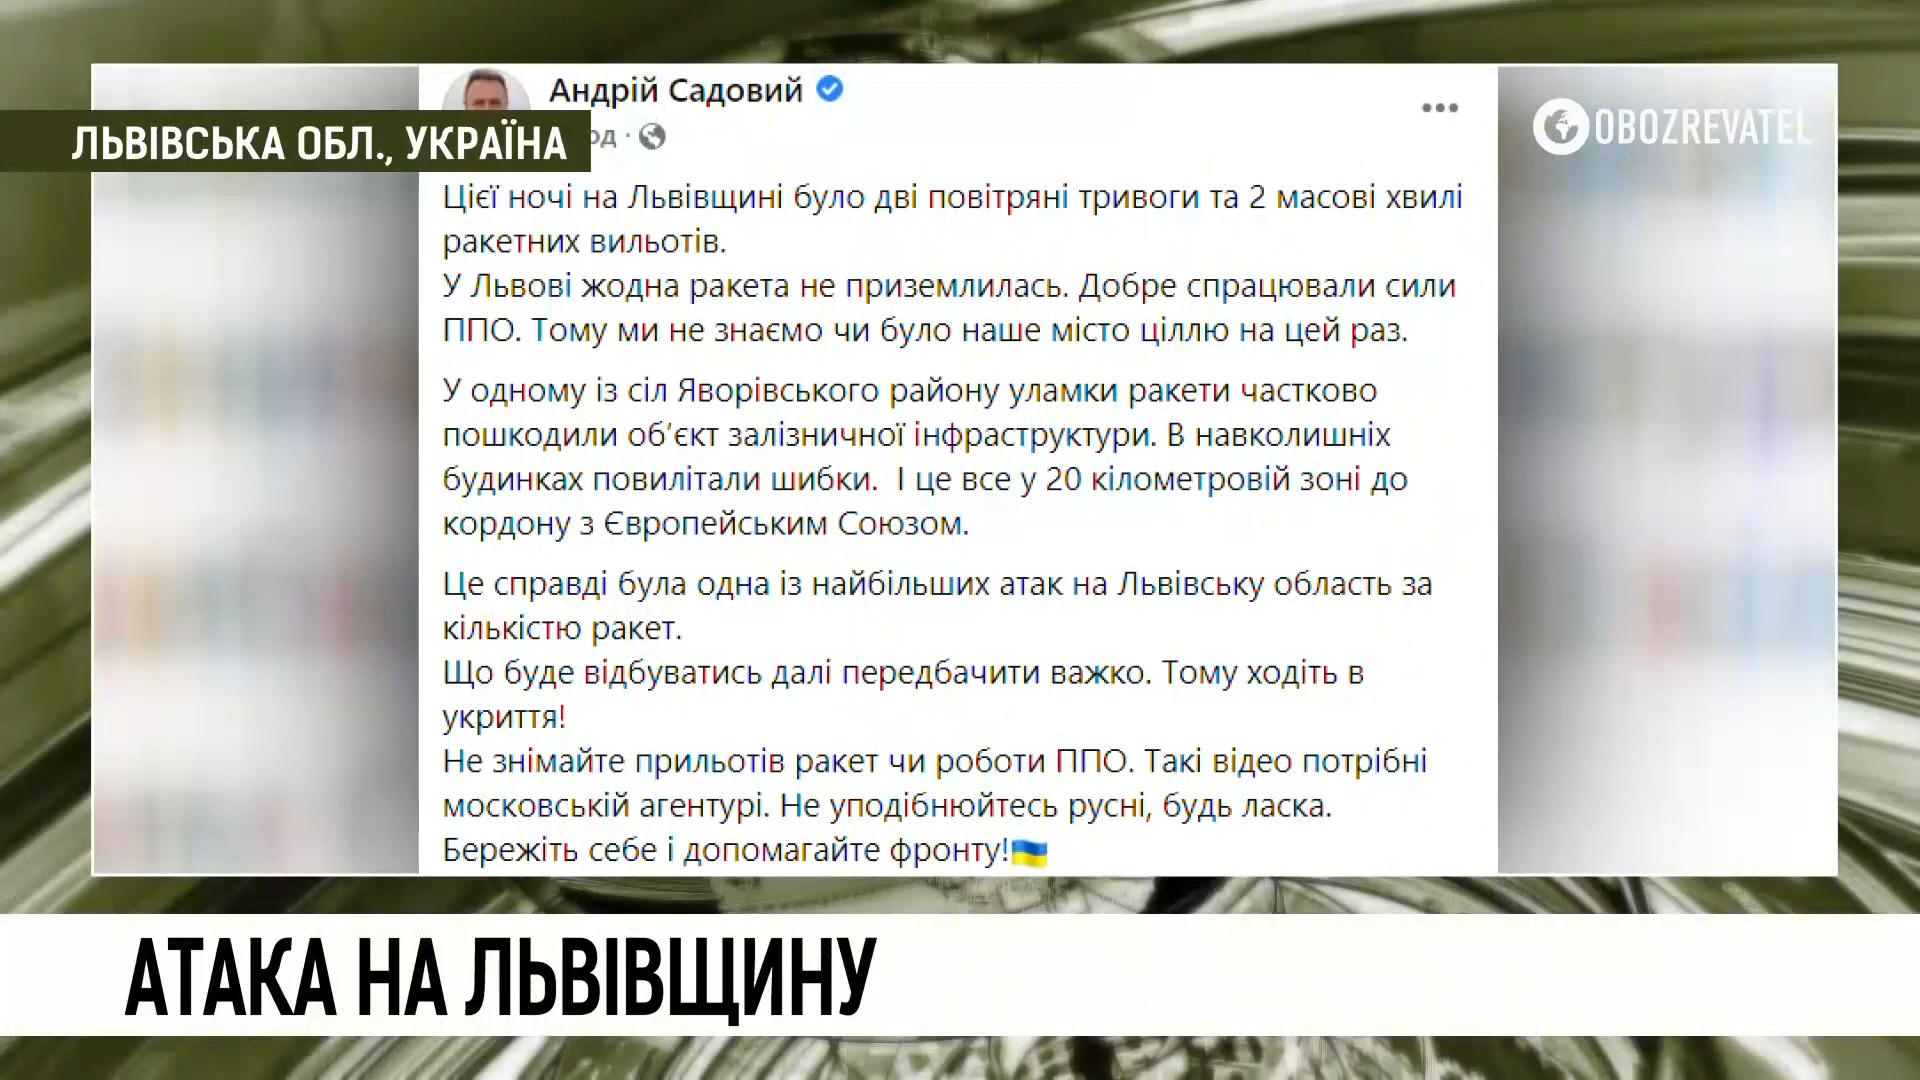 Андрій Садовий
ЛЬВІВСЬКА ОБЛ., УКРАЇНА
од ·
OBOZREVATEL
Цієї ночі на Львівщині було дві повітряні тривоги та 2 масові хвилі
ракетних вильотів.
У Львові жодна ракета не приземлилась. Добре спрацювали сили
ППО. Тому ми не знаємо чи було наше місто ціллю на цей раз.
У одному із сіл Яворівського району уламки ракети частково
пошкодили об’єкт залізничної інфраструктури. В навколишніх
будинках повилітали шибки.  І це все у 20 кілометровій зоні до
кордону з Європейським Союзом.
Це справді була одна із найбільших атак на Львівську область за
кількістю ракет.
Що буде відбуватись далі передбачити важко. Тому ходіть в
укриття!
Не знімайте прильотів ракет чи роботи ППО. Такі відео потрібні
московській агентурі. Не уподібнюйтесь русні, будь ласка.
Бережіть себе і допомагайте фронту!🇺🇦
АТАКА НА ЛЬВІВЩИНУ